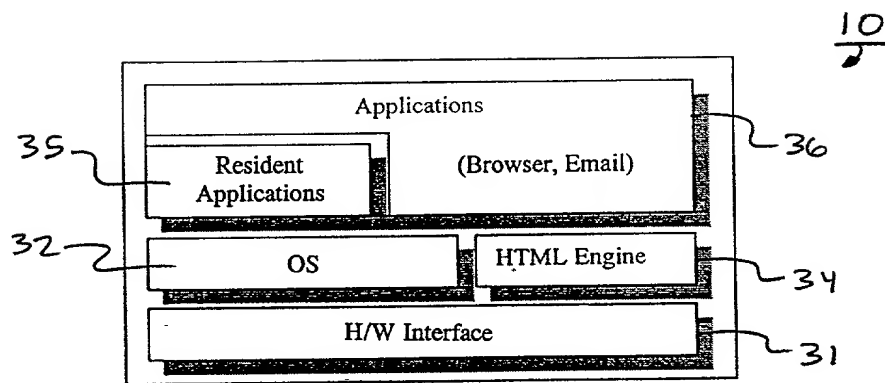 10
Applications
35
Resident
Applications
(Browser, Email)
36
32
OS
HTML Engine
34
H/W Interface
31